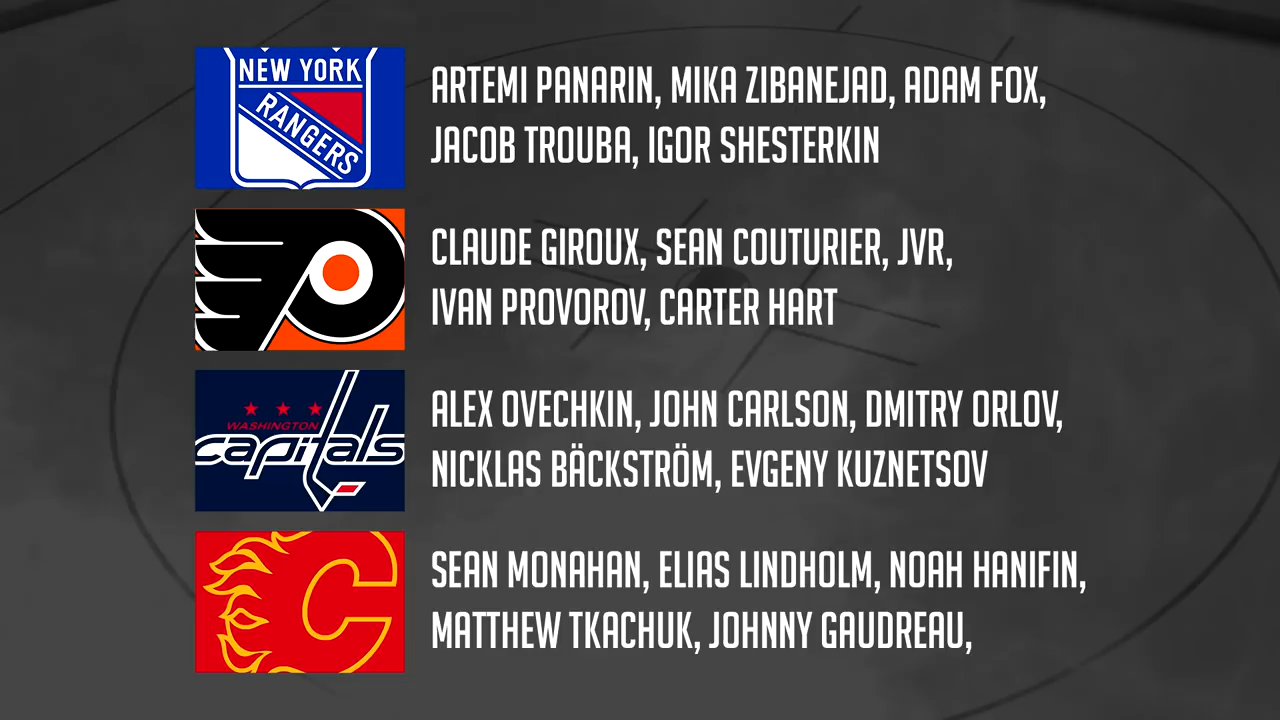 NEW YORK
RANGERS
ARTEMI PANARIN, MIKA ZIBANEJAD, ADAM FOX,
JACOB TROUBA, IGOR SHESTERKIN
CLAUDE GIROUX, SEAN COUTURIER, JVR,
IVAN PROVOROV, CARTER HART
WASHINGTON
capitals
ALEX OVECHKIN, JOHN CARLSON, DMITRY ORLOV,
NICKLAS BÄCKSTRÖM, EVGENY KUZNETSOV
C
SEAN MONAHAN, ELIAS LINDHOLM, NOAH HANIFIN,
MATTHEW TKACHUK, JOHNNY GAUDREAU,